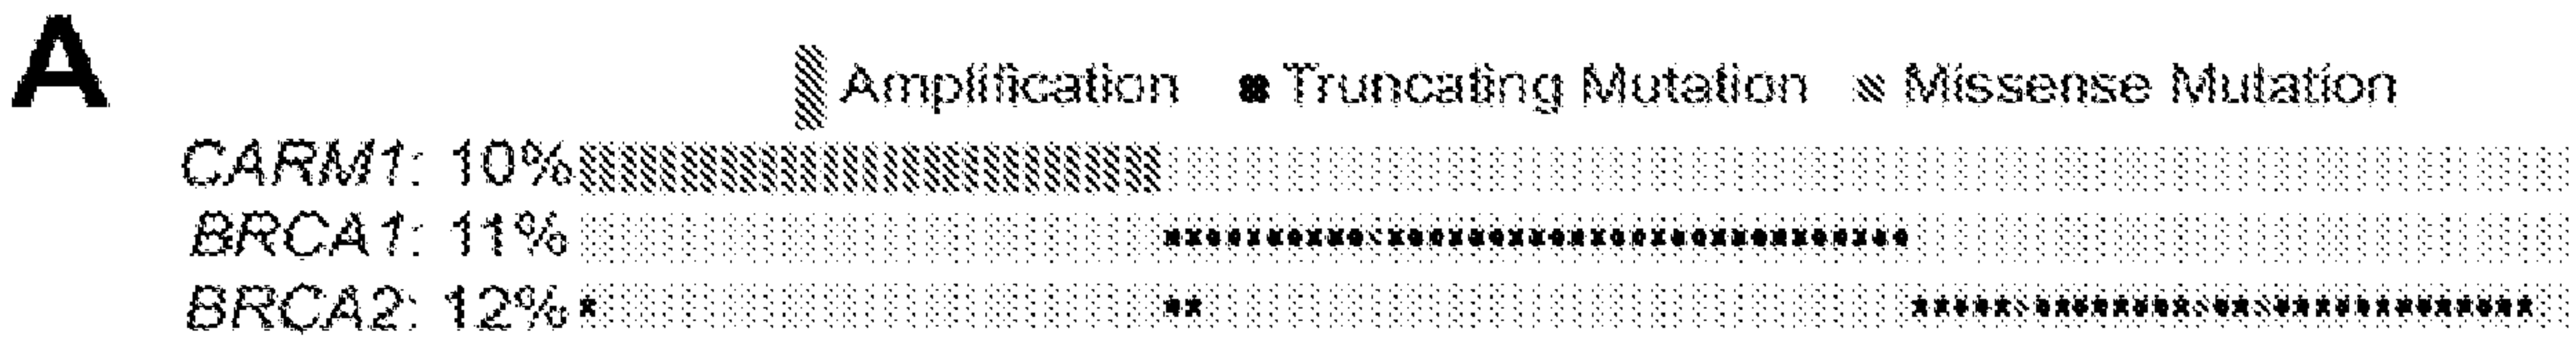 A
Amplification Truncating Mutation Missense Mutation
CARM1: 10%
BRCA1: 11%
BRCA2: 12%